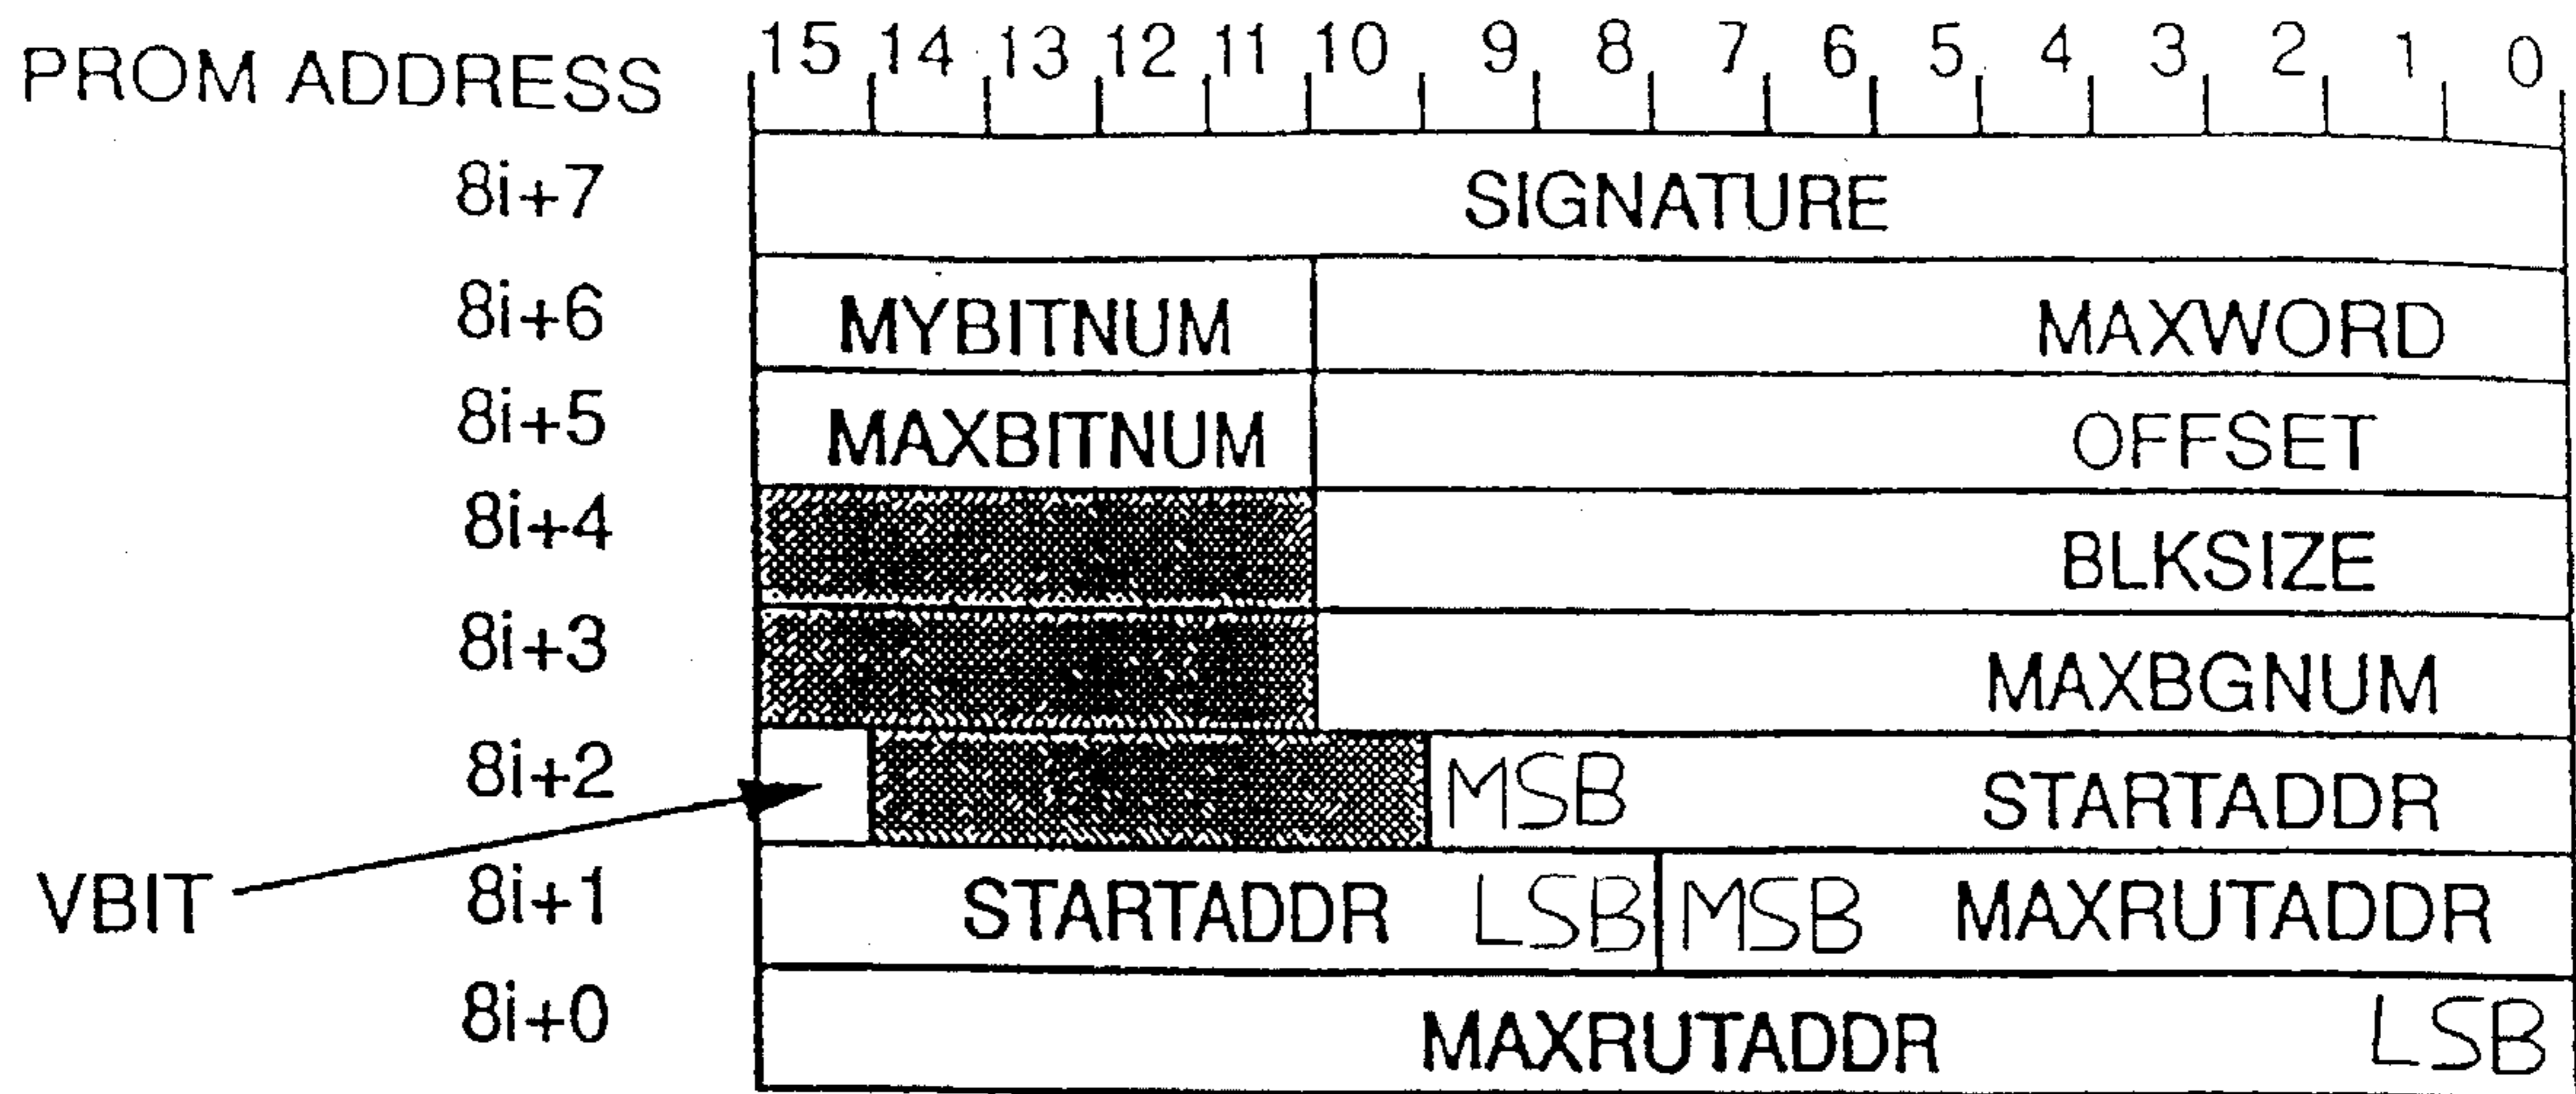 PROM ADDRESS 15 14 13 12 11 10 9 8 7 6 5 4 3 2 1 0
8i+7 SIGNATURE
8i+6 MYBITNUM MAXWORD
8i+5 MAXBITNUM OFFSET
8i+4 BLKSIZE
8i+3 MAXBGNUM
8i+2 MSB STARTADDR
VBIT 8i+1 STARTADDR LSB MSB MAXRUTADDR
8i+0 MAXRUTADDR LSB